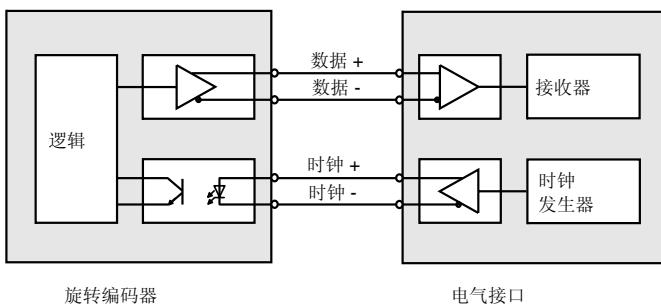 数据 +
数据 -
接收器
逻辑
时钟 +
时钟 -
时钟
发生器
旋转编码器
电气接口